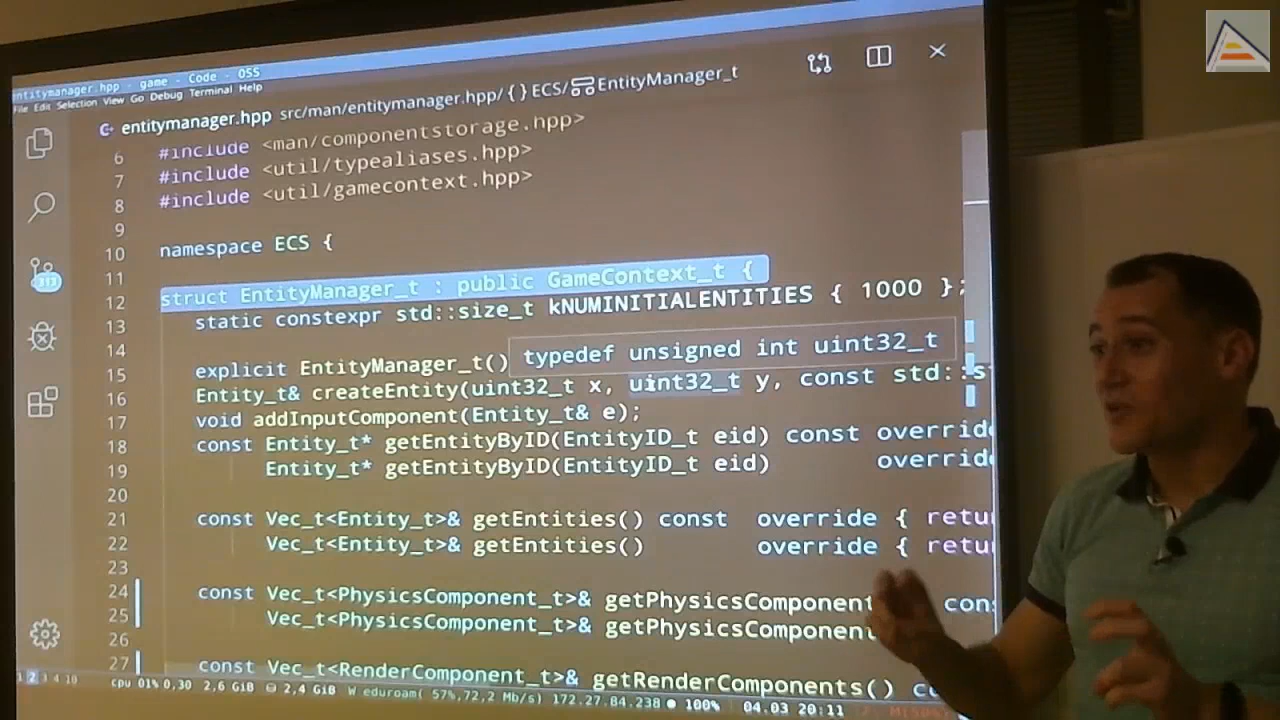 entitymanager.hpp - game - Code - OSS
File Edit Selection View Go Debug Terminal Help
entitymanager.hpp src/man/entitymanager.hpp/ { } ECS/ EntityManager_t
6 #include <man/componentstorage.hpp>
7 #include <util/typealiases.hpp>
8 #include <util/gamecontext.hpp>
9
10 namespace ECS {
11
12 struct EntityManager_t : public GameContext_t {
13 static constexpr std::size_t kNUMINITIALENTITIES { 1000 };
14 typedef unsigned int uint32_t
15 explicit EntityManager_t()
16 Entity_t& createEntity(uint32_t x, uint32_t y, const std::s
17 void addInputComponent(Entity_t& e);
18 const Entity_t* getEntityByID(EntityID_t eid) const override
19 Entity_t* getEntityByID(EntityID_t eid) override
20
21 const Vec_t<Entity_t>& getEntities() const override { retu
22 Vec_t<Entity_t>& getEntities() override { retu
23
24 const Vec_t<PhysicsComponent_t>& getPhysicsComponent con
25 Vec_t<PhysicsComponent_t>& getPhysicsComponent
26
27 const Vec_t<RenderComponent_t>& getRenderComponents() co
313
1 2 3 4 10 cpu 01% 0,30 2,6 GiB 2,4 GiB W eduroam( 57%,72,2 Mb/s) 172.27.84.238 100% 04.03 20:11